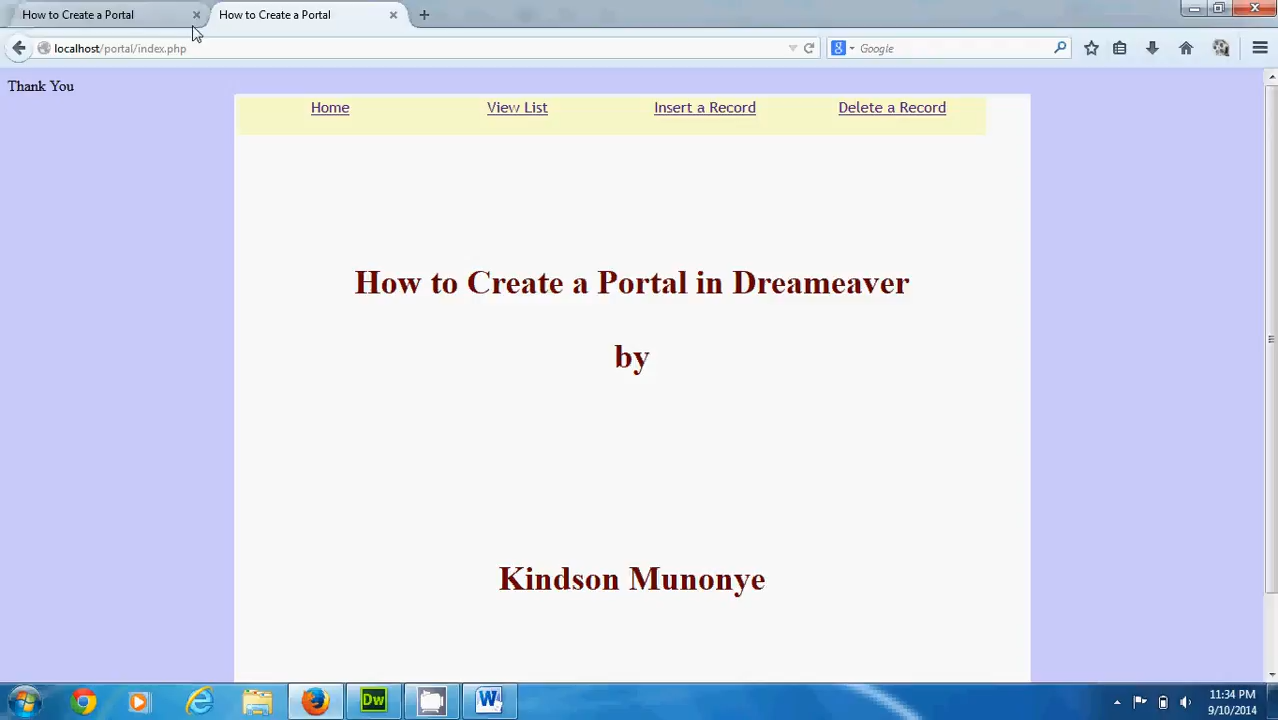 How to Create a Portal
How to Create a Portal
localhost/portal/index.php
Google
Thank You
Home
View List
Insert a Record
Delete a Record
How to Create a Portal in Dreameaver
by
Kindson Munonye
Dw
W
11:34 PM
9/10/2014